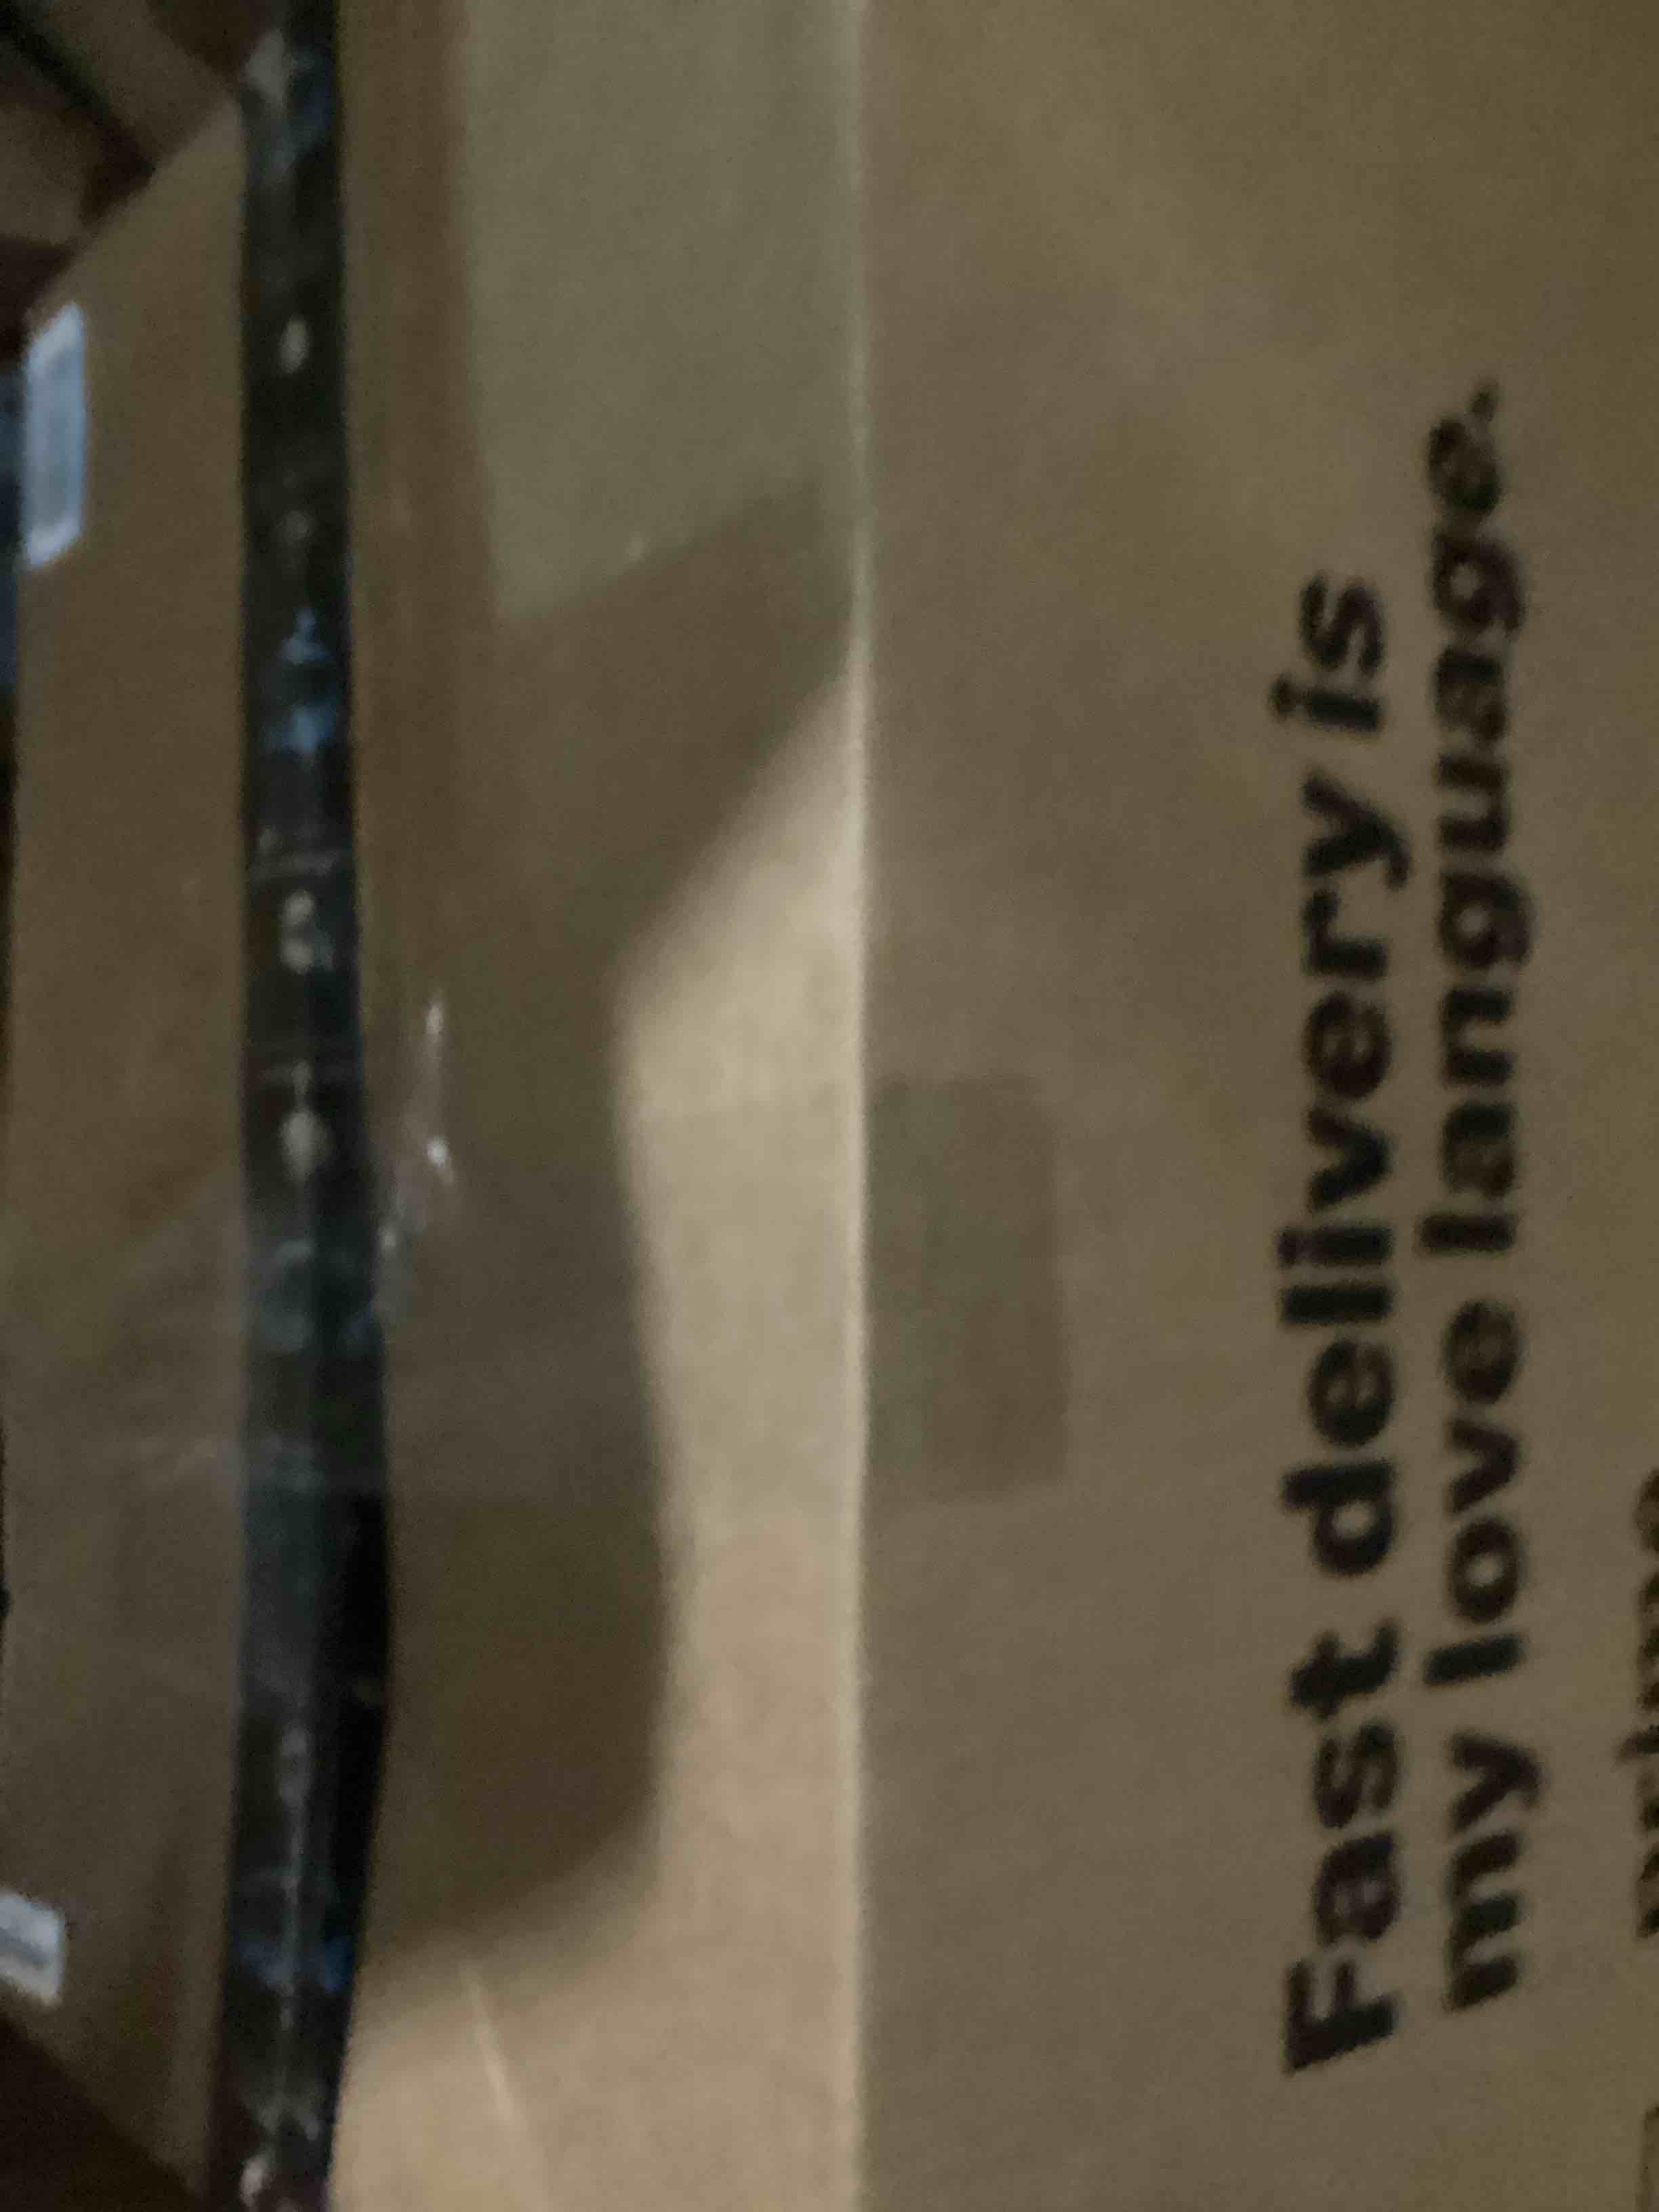 Fast delivery is
my love language.